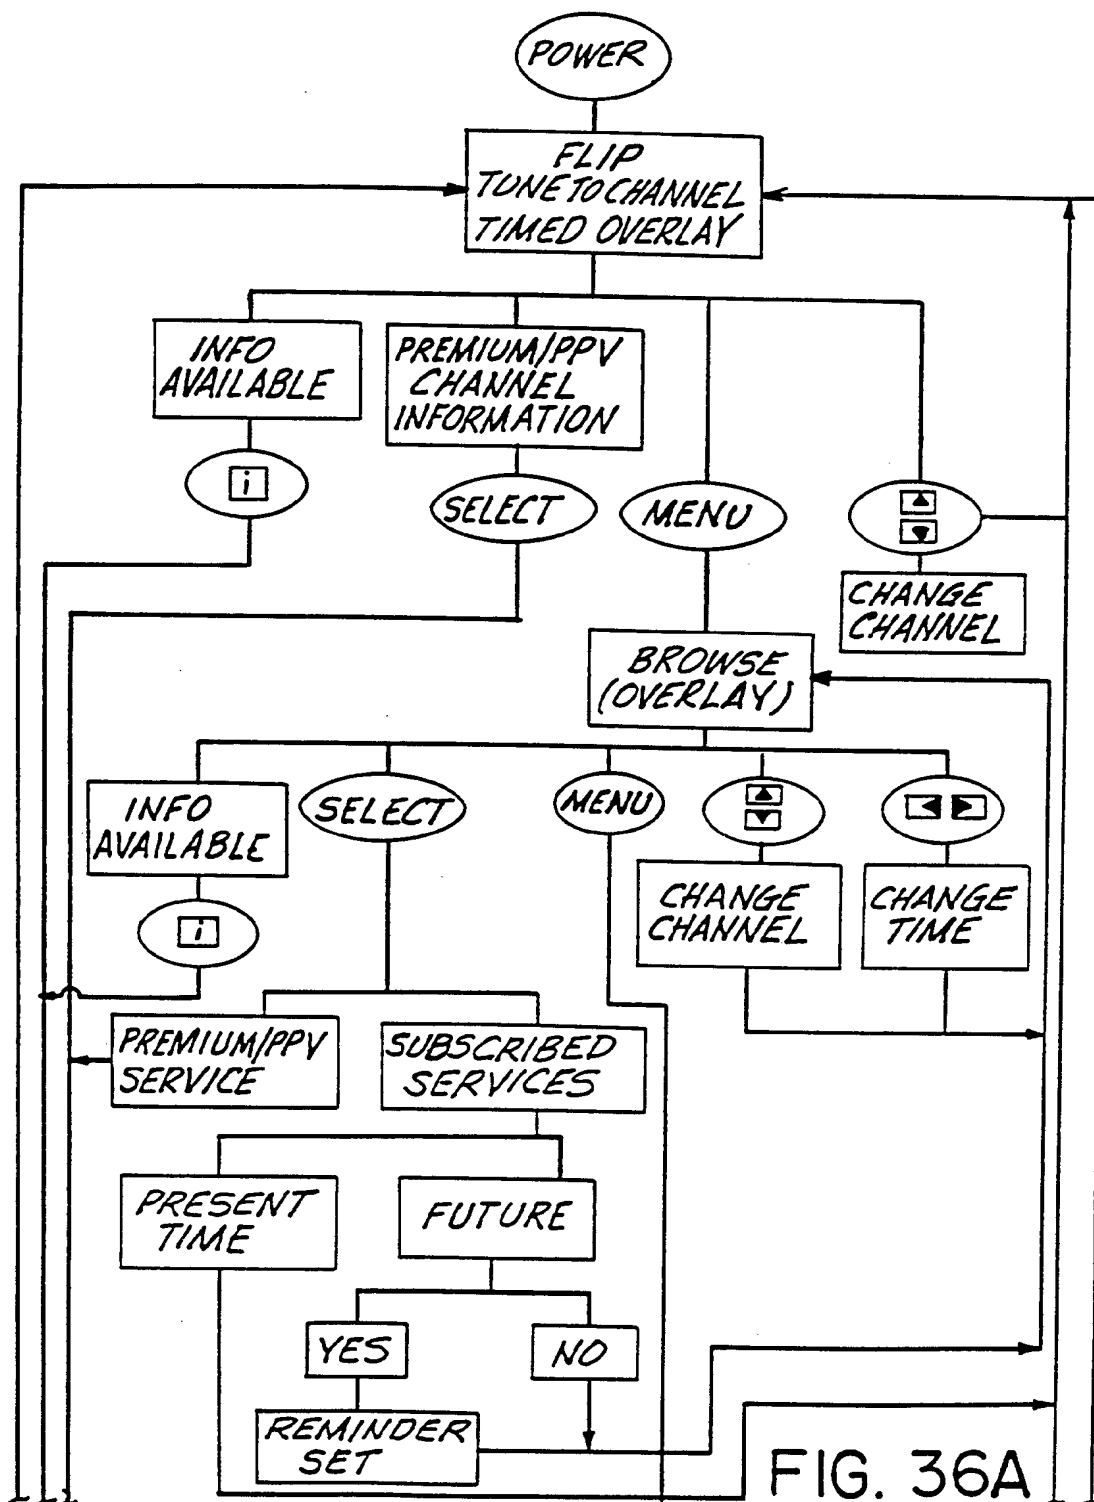 POWER
FLIP
TUNE TO CHANNEL
TIMED OVERLAY
INFO
AVAILABLE
PREMIUM/PPV
CHANNEL
INFORMATION
i
SELECT
MENU
CHANGE
CHANNEL
BROWSE
(OVERLAY)
INFO
AVAILABLE
SELECT
MENU
i
CHANGE
CHANNEL
CHANGE
TIME
PREMIUM/PPV
SERVICE
SUBSCRIBED
SERVICES
PRESENT
TIME
FUTURE
YES
NO
REMINDER
SET
FIG. 36A